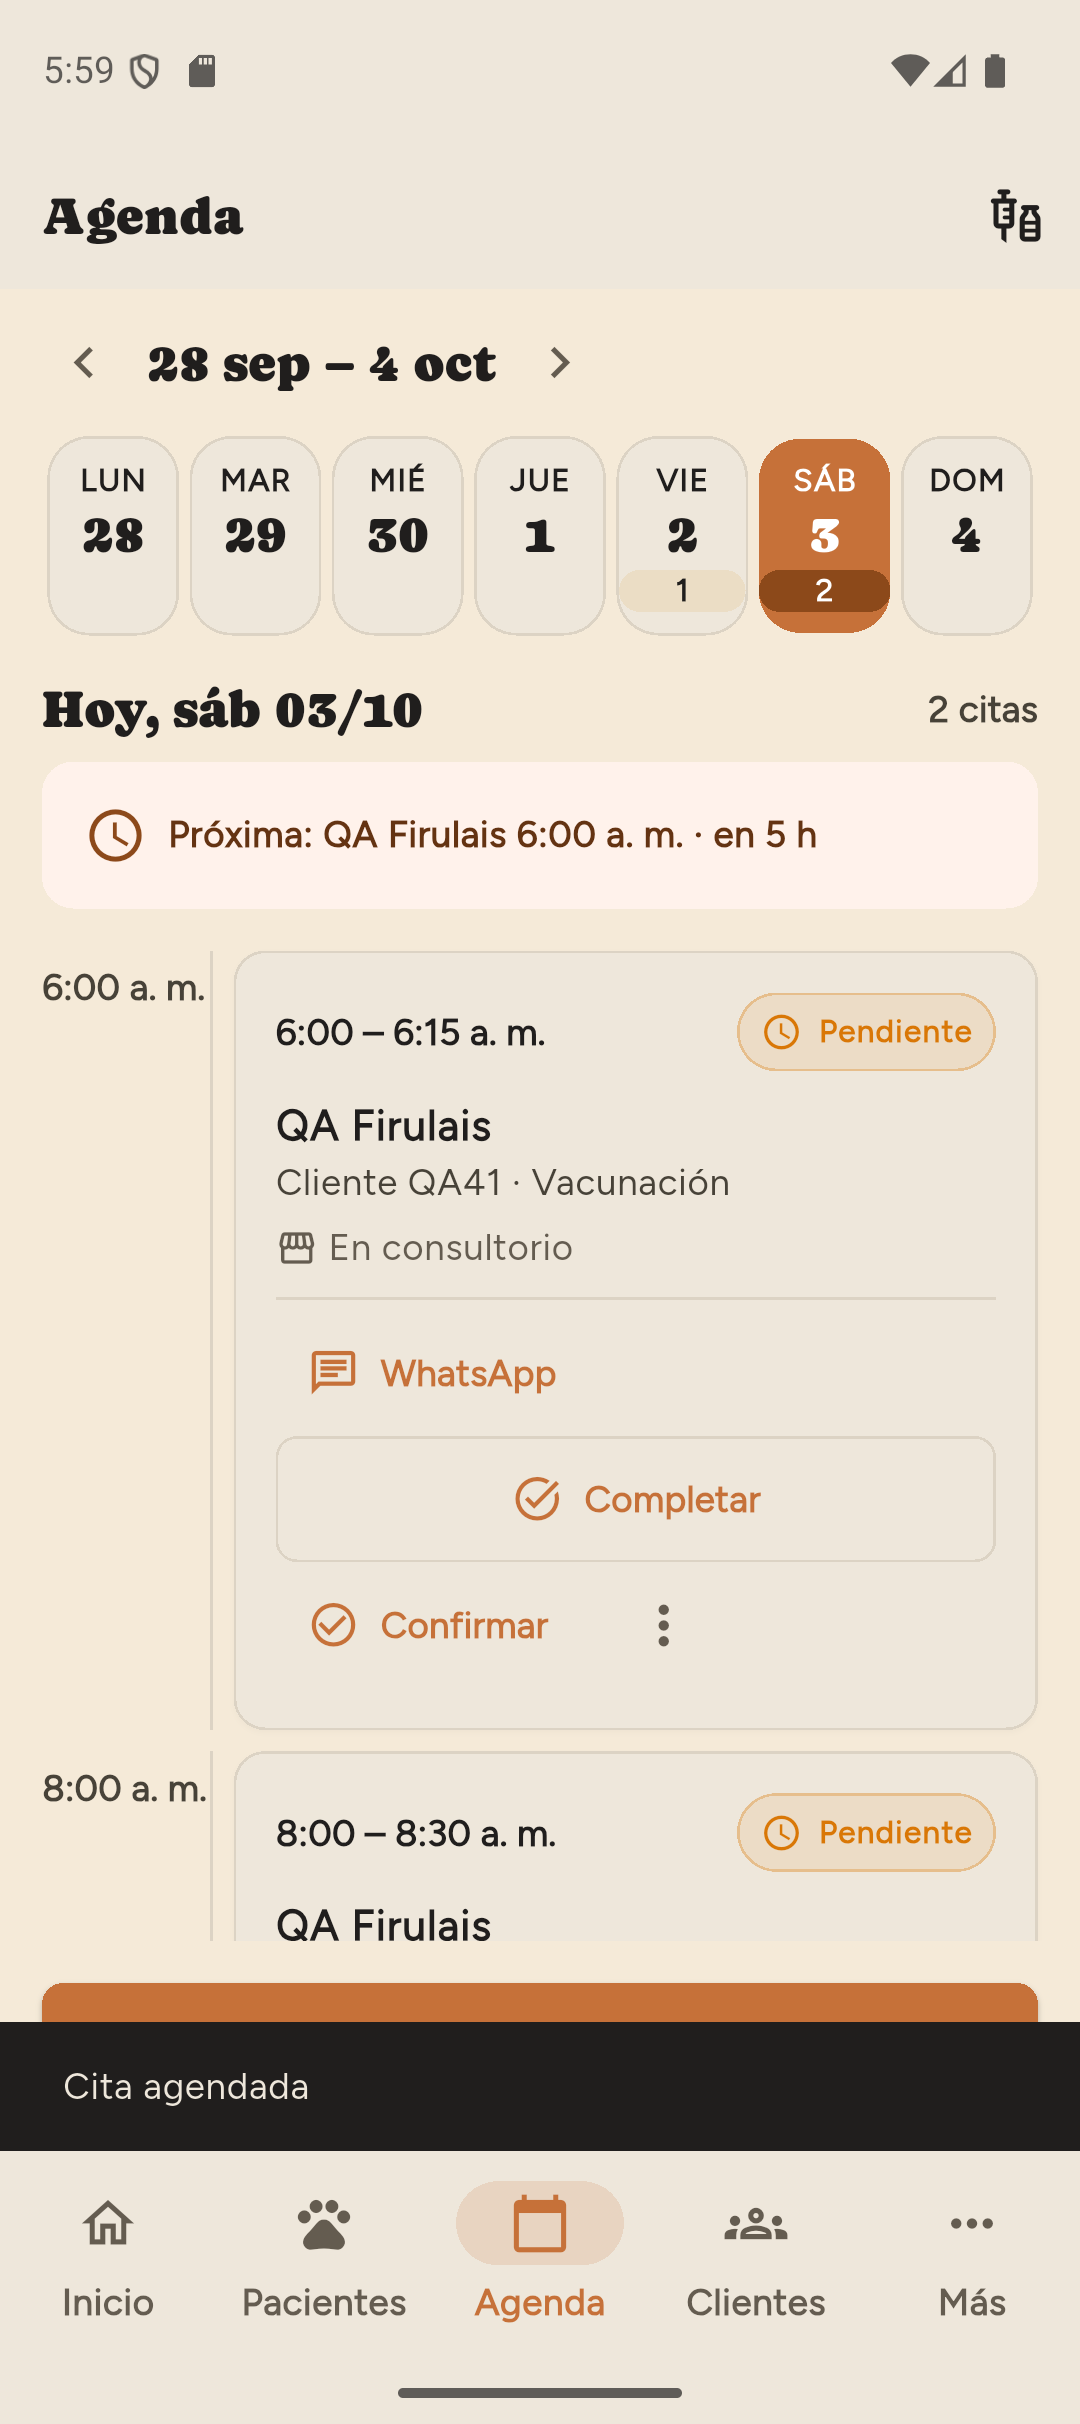 5:59
Agenda
28 sep – 4 oct
LUN MAR MIÉ JUE VIE SÁB DOM
28 29 30 1 2 3 4
1 2
Hoy, sáb 03/10 2 citas
Próxima: QA Firulais 6:00 a. m. · en 5 h
6:00 a. m.
6:00 – 6:15 a. m. Pendiente
QA Firulais
Cliente QA41 · Vacunación
En consultorio
WhatsApp
Completar
Confirmar
8:00 a. m.
8:00 – 8:30 a. m. Pendiente
QA Firulais
Cita agendada
Inicio Pacientes Agenda Clientes Más